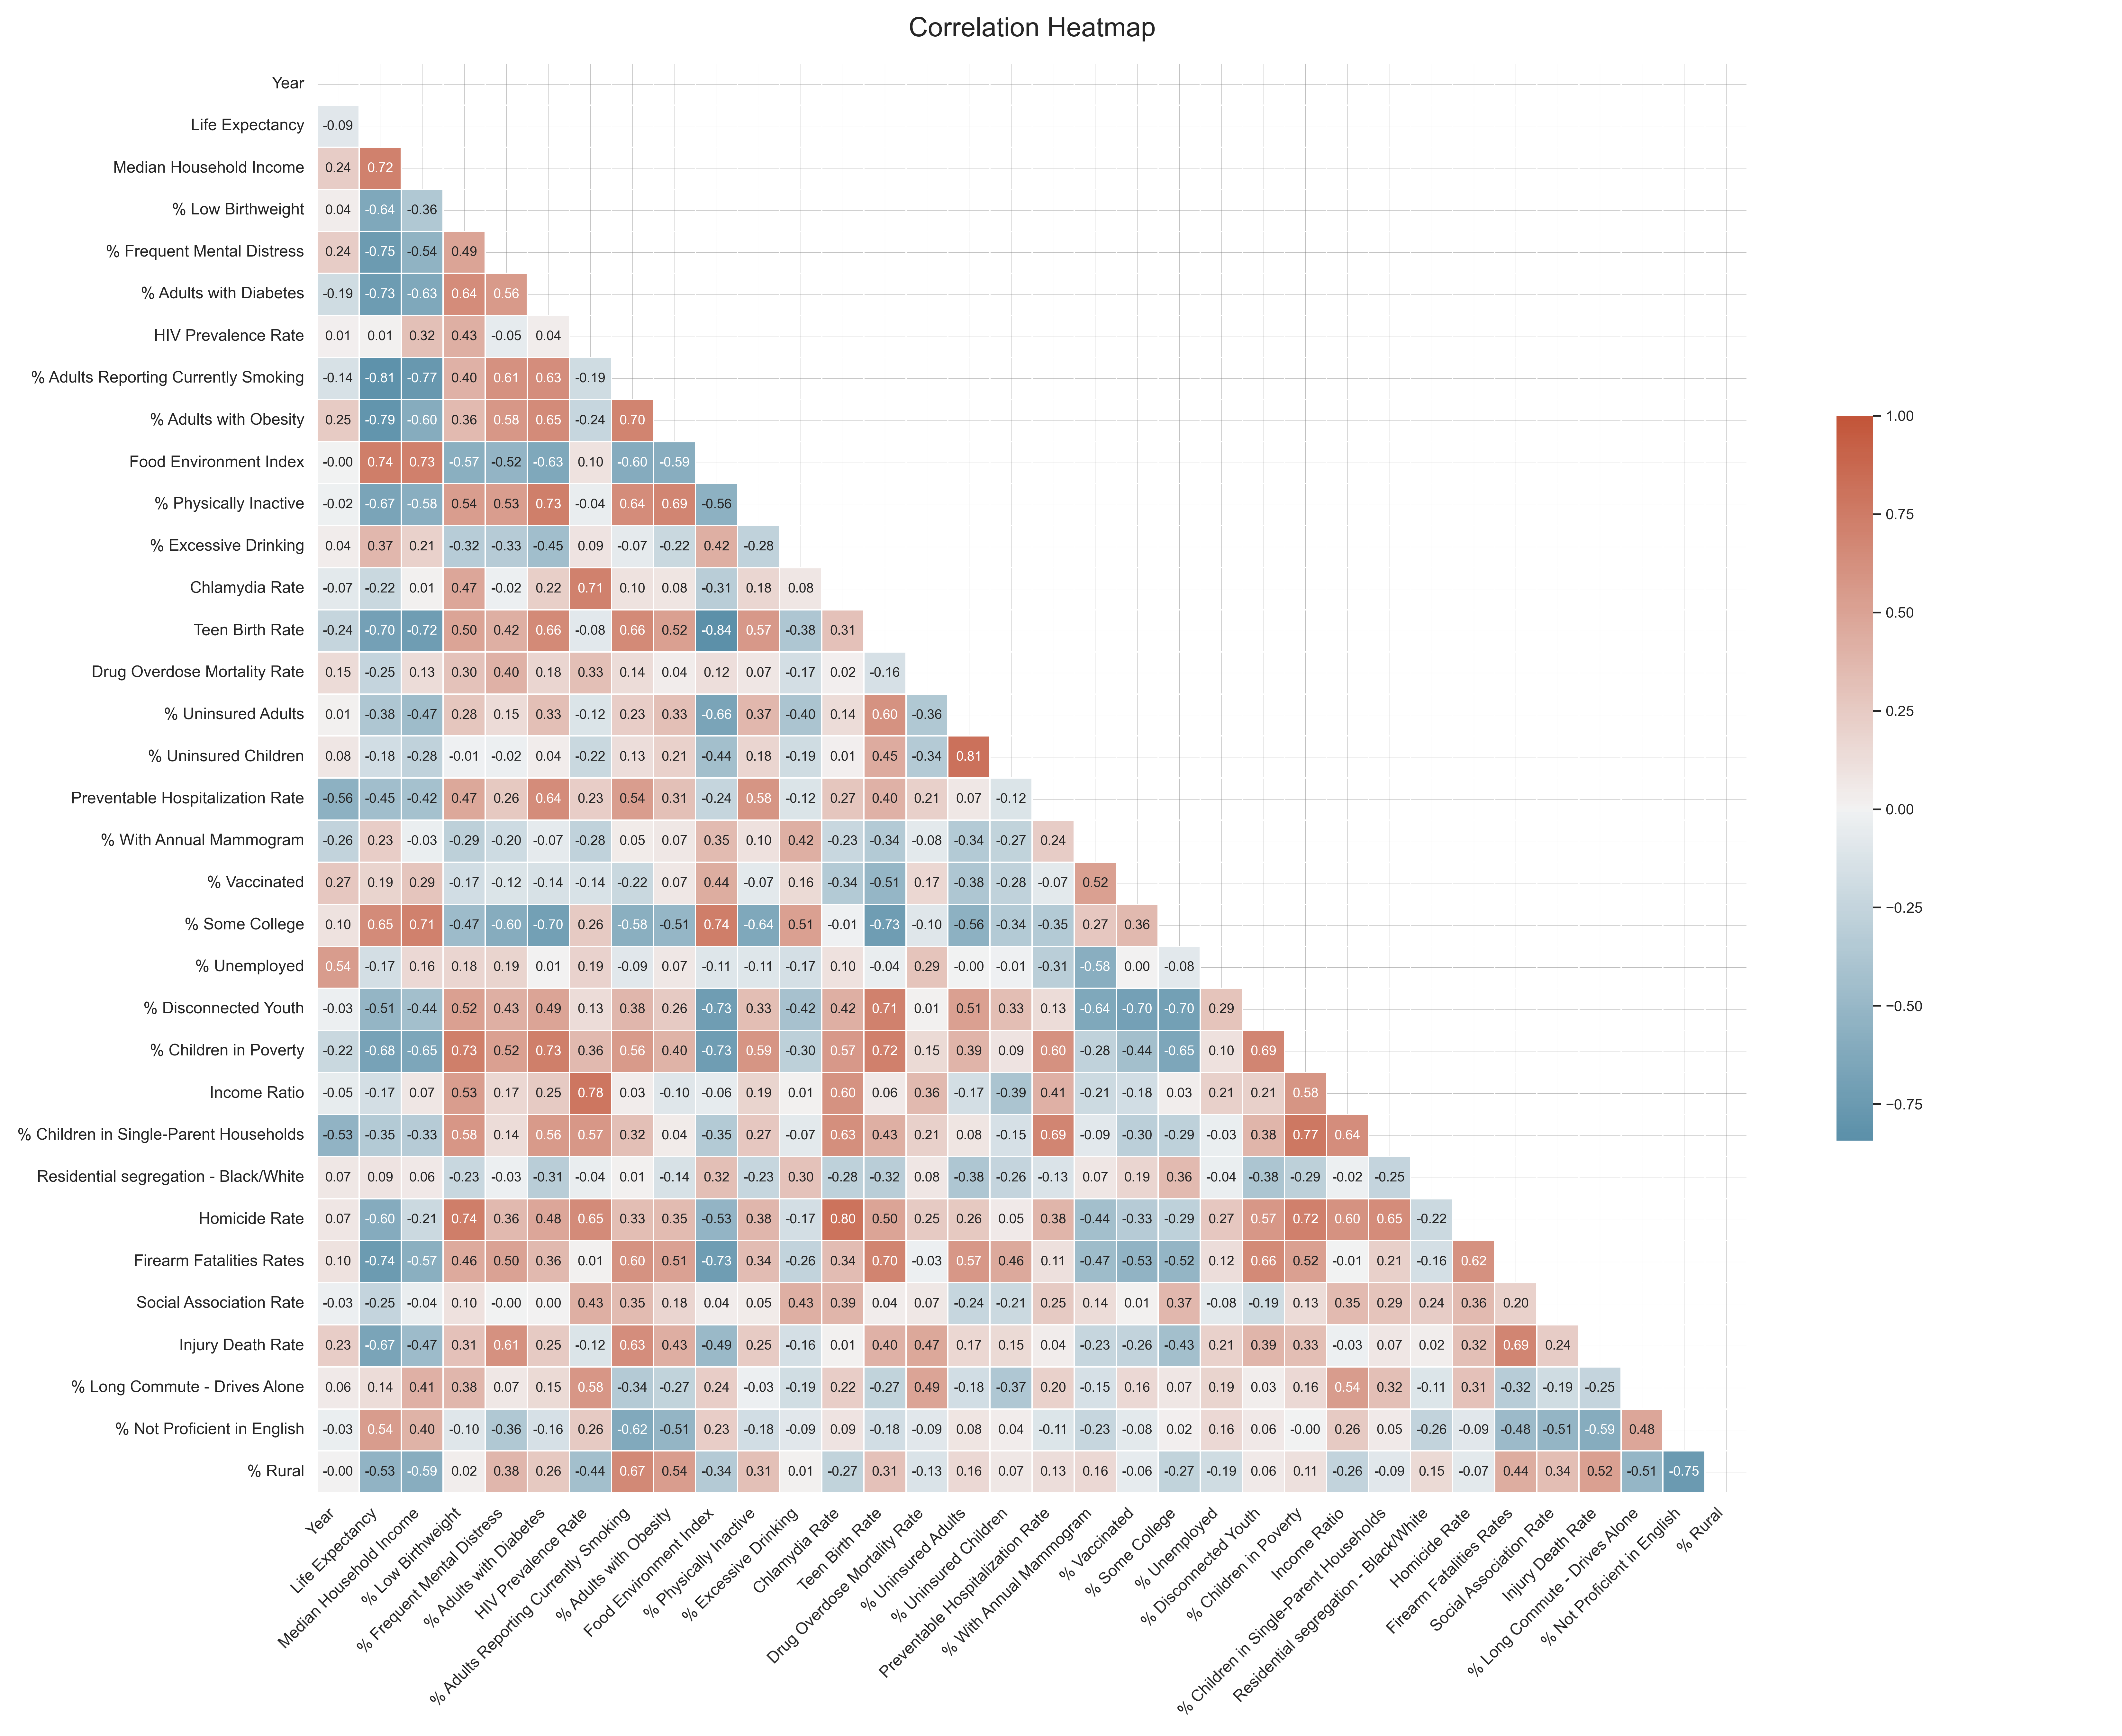 Correlation Heatmap
Year
Life Expectancy -0.09
Median Household Income 0.24 0.72
% Low Birthweight 0.04 -0.64 -0.36
% Frequent Mental Distress 0.24 -0.75 -0.54 0.49
% Adults with Diabetes -0.19 -0.73 -0.63 0.64 0.56
HIV Prevalence Rate 0.01 0.01 0.32 0.43 -0.05 0.04
% Adults Reporting Currently Smoking -0.14 -0.81 -0.77 0.40 0.61 0.63 -0.19
% Adults with Obesity 0.25 -0.79 -0.60 0.36 0.58 0.65 -0.24 0.70
Food Environment Index -0.00 0.74 0.73 -0.57 -0.52 -0.63 0.10 -0.60 -0.59
% Physically Inactive -0.02 -0.67 -0.58 0.54 0.53 0.73 -0.04 0.64 0.69 -0.56
% Excessive Drinking 0.04 0.37 0.21 -0.32 -0.33 -0.45 0.09 -0.07 -0.22 0.42 -0.28
Chlamydia Rate -0.07 -0.22 0.01 0.47 -0.02 0.22 0.71 0.10 0.08 -0.31 0.18 0.08
Teen Birth Rate -0.24 -0.70 -0.72 0.50 0.42 0.66 -0.08 0.66 0.52 -0.84 0.57 -0.38 0.31
Drug Overdose Mortality Rate 0.15 -0.25 0.13 0.30 0.40 0.18 0.33 0.14 0.04 0.12 0.07 -0.17 0.02 -0.16
% Uninsured Adults 0.01 -0.38 -0.47 0.28 0.15 0.33 -0.12 0.23 0.33 -0.66 0.37 -0.40 0.14 0.60 -0.36
% Uninsured Children 0.08 -0.18 -0.28 -0.01 -0.02 0.04 -0.22 0.13 0.21 -0.44 0.18 -0.19 0.01 0.45 -0.34 0.81
Preventable Hospitalization Rate -0.56 -0.45 -0.42 0.47 0.26 0.64 0.23 0.54 0.31 -0.24 0.58 -0.12 0.27 0.40 0.21 0.07 -0.12
% With Annual Mammogram -0.26 0.23 -0.03 -0.29 -0.20 -0.07 -0.28 0.05 0.07 0.35 0.10 0.42 -0.23 -0.34 -0.08 -0.34 -0.27 0.24
% Vaccinated 0.27 0.19 0.29 -0.17 -0.12 -0.14 -0.14 -0.22 0.07 0.44 -0.07 0.16 -0.34 -0.51 0.17 -0.38 -0.28 -0.07 0.52
% Some College 0.10 0.65 0.71 -0.47 -0.60 -0.70 0.26 -0.58 -0.51 0.74 -0.64 0.51 -0.01 -0.73 -0.10 -0.56 -0.34 -0.35 0.27 0.36
% Unemployed 0.54 -0.17 0.16 0.18 0.19 0.01 0.19 -0.09 0.07 -0.11 -0.11 -0.17 0.10 -0.04 0.29 -0.00 -0.01 -0.31 -0.58 0.00 -0.08
% Disconnected Youth -0.03 -0.51 -0.44 0.52 0.43 0.49 0.13 0.38 0.26 -0.73 0.33 -0.42 0.42 0.71 0.01 0.51 0.33 0.13 -0.64 -0.70 -0.70 0.29
% Children in Poverty -0.22 -0.68 -0.65 0.73 0.52 0.73 0.36 0.56 0.40 -0.73 0.59 -0.30 0.57 0.72 0.15 0.39 0.09 0.60 -0.28 -0.44 -0.65 0.10 0.69
Income Ratio -0.05 -0.17 0.07 0.53 0.17 0.25 0.78 0.03 -0.10 -0.06 0.19 0.01 0.60 0.06 0.36 -0.17 -0.39 0.41 -0.21 -0.18 0.03 0.21 0.21 0.58
% Children in Single-Parent Households -0.53 -0.35 -0.33 0.58 0.14 0.56 0.57 0.32 0.04 -0.35 0.27 -0.07 0.63 0.43 0.21 0.08 -0.15 0.69 -0.09 -0.30 -0.29 -0.03 0.38 0.77 0.64
Residential segregation - Black/White 0.07 0.09 0.06 -0.23 -0.03 -0.31 -0.04 0.01 -0.14 0.32 -0.23 0.30 -0.28 -0.32 0.08 -0.38 -0.26 -0.13 0.07 0.19 0.36 -0.04 -0.38 -0.29 -0.02 -0.25
Homicide Rate 0.07 -0.60 -0.21 0.74 0.36 0.48 0.65 0.33 0.35 -0.53 0.38 -0.17 0.80 0.50 0.25 0.26 0.05 0.38 -0.44 -0.33 -0.29 0.27 0.57 0.72 0.60 0.65 -0.22
Firearm Fatalities Rates 0.10 -0.74 -0.57 0.46 0.50 0.36 0.01 0.60 0.51 -0.73 0.34 -0.26 0.34 0.70 -0.03 0.57 0.46 0.11 -0.47 -0.53 -0.52 0.12 0.66 0.52 -0.01 0.21 -0.16 0.62
Social Association Rate -0.03 -0.25 -0.04 0.10 -0.00 0.00 0.43 0.35 0.18 0.04 0.05 0.43 0.39 0.04 0.07 -0.24 -0.21 0.25 0.14 0.01 0.37 -0.08 -0.19 0.13 0.35 0.29 0.24 0.36 0.20
Injury Death Rate 0.23 -0.67 -0.47 0.31 0.61 0.25 -0.12 0.63 0.43 -0.49 0.25 -0.16 0.01 0.40 0.47 0.17 0.15 0.04 -0.23 -0.26 -0.43 0.21 0.39 0.33 -0.03 0.07 0.02 0.32 0.69 0.24
% Long Commute - Drives Alone 0.06 0.14 0.41 0.38 0.07 0.15 0.58 -0.34 -0.27 0.24 -0.03 -0.19 0.22 -0.27 0.49 -0.18 -0.37 0.20 -0.15 0.16 0.07 0.19 0.03 0.16 0.54 0.32 -0.11 0.31 -0.32 -0.19 -0.25
% Not Proficient in English -0.03 0.54 0.40 -0.10 -0.36 -0.16 0.26 -0.62 -0.51 0.23 -0.18 -0.09 0.09 -0.18 -0.09 0.08 0.04 -0.11 -0.23 -0.08 0.02 0.16 0.06 -0.00 0.26 0.05 -0.26 -0.09 -0.48 -0.51 -0.59 0.48
% Rural -0.00 -0.53 -0.59 0.02 0.38 0.26 -0.44 0.67 0.54 -0.34 0.31 0.01 -0.27 0.31 -0.13 0.16 0.07 0.13 0.16 -0.06 -0.27 -0.19 0.06 0.11 -0.26 -0.09 0.15 -0.07 0.44 0.34 0.52 -0.51 -0.75
Year
Life Expectancy
Median Household Income
% Low Birthweight
% Frequent Mental Distress
% Adults with Diabetes
HIV Prevalence Rate
% Adults Reporting Currently Smoking
% Adults with Obesity
Food Environment Index
% Physically Inactive
% Excessive Drinking
Chlamydia Rate
Teen Birth Rate
Drug Overdose Mortality Rate
% Uninsured Adults
% Uninsured Children
Preventable Hospitalization Rate
% With Annual Mammogram
% Vaccinated
% Some College
% Unemployed
% Disconnected Youth
% Children in Poverty
Income Ratio
% Children in Single-Parent Households
Residential segregation - Black/White
Homicide Rate
Firearm Fatalities Rates
Social Association Rate
Injury Death Rate
% Long Commute - Drives Alone
% Not Proficient in English
% Rural
1.00
0.75
0.50
0.25
0.00
−0.25
−0.50
−0.75